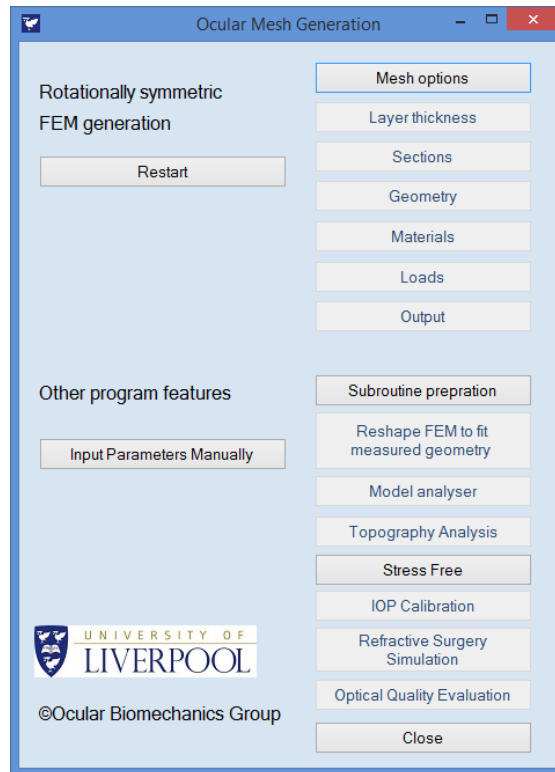 Ocular Mesh Generation
Rotationally symmetric
FEM generation
Restart
Mesh options
Layer thickness
Sections
Geometry
Materials
Loads
Output
Other program features
Input Parameters Manually
Subroutine prepration
Reshape FEM to fit
measured geometry
Model analyser
Topography Analysis
Stress Free
IOP Calibration
Refractive Surgery
Simulation
Optical Quality Evaluation
Close
UNIVERSITY OF
LIVERPOOL
©Ocular Biomechanics Group